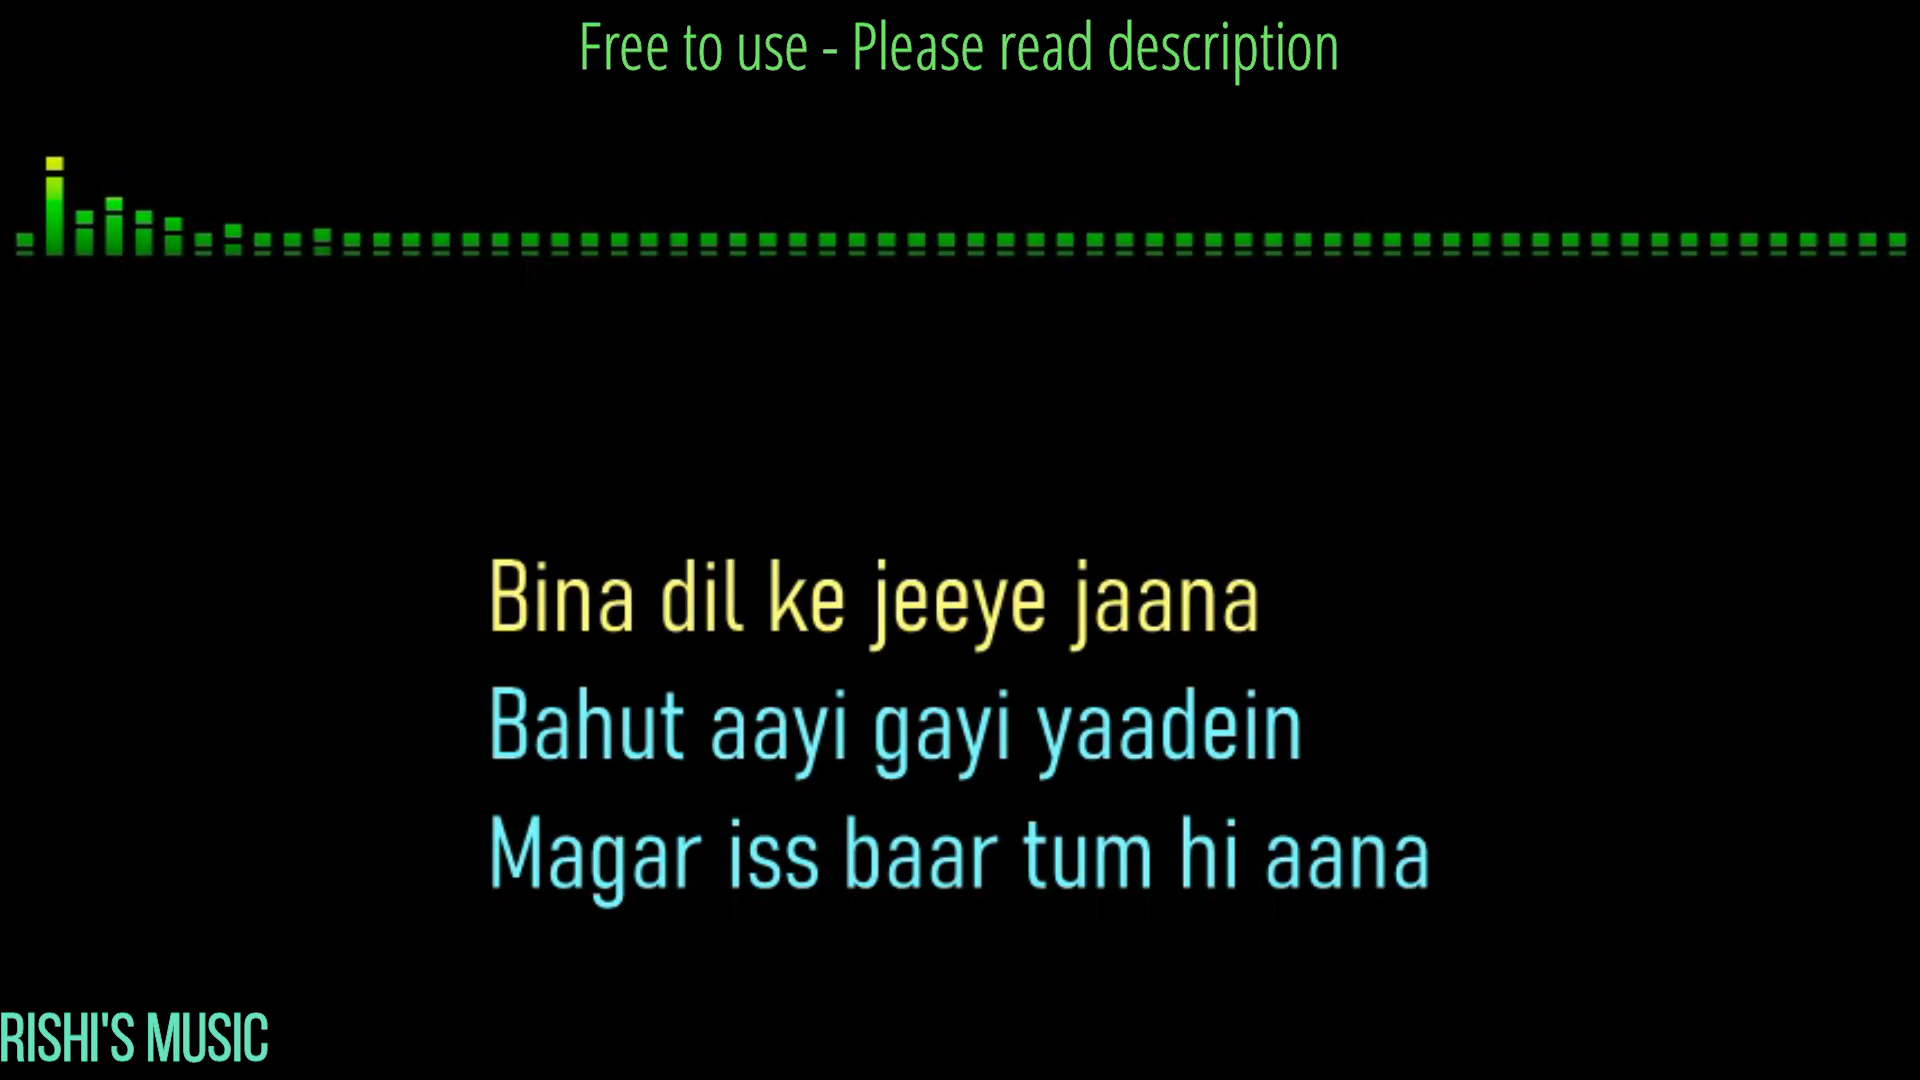 Free to use - Please read description
Bina dil ke jeeye jaana
Bahut aayi gayi yaadein
Magar iss baar tum hi aana
RISHI'S MUSIC